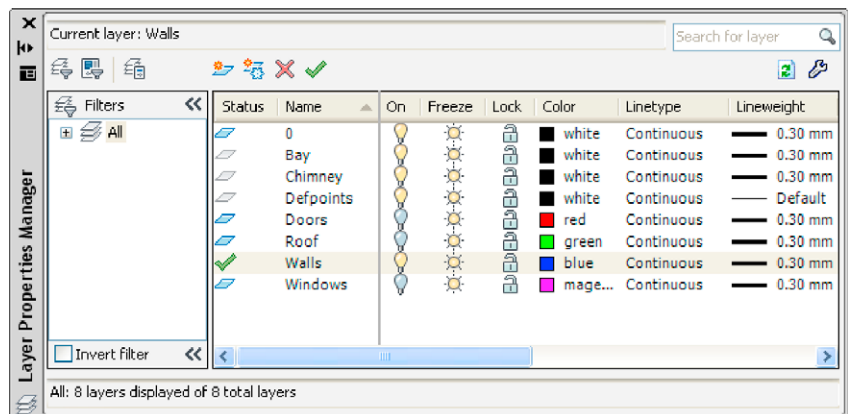 Current layer: Walls
Search for layer
Filters
All
Status Name On Freeze Lock Color Linetype Lineweight
0 white Continuous 0.30 mm
Bay white Continuous 0.30 mm
Chimney white Continuous 0.30 mm
Defpoints white Continuous Default
Doors red Continuous 0.30 mm
Roof green Continuous 0.30 mm
Walls blue Continuous 0.30 mm
Windows mage... Continuous 0.30 mm
Invert filter
All: 8 layers displayed of 8 total layers
Layer Properties Manager